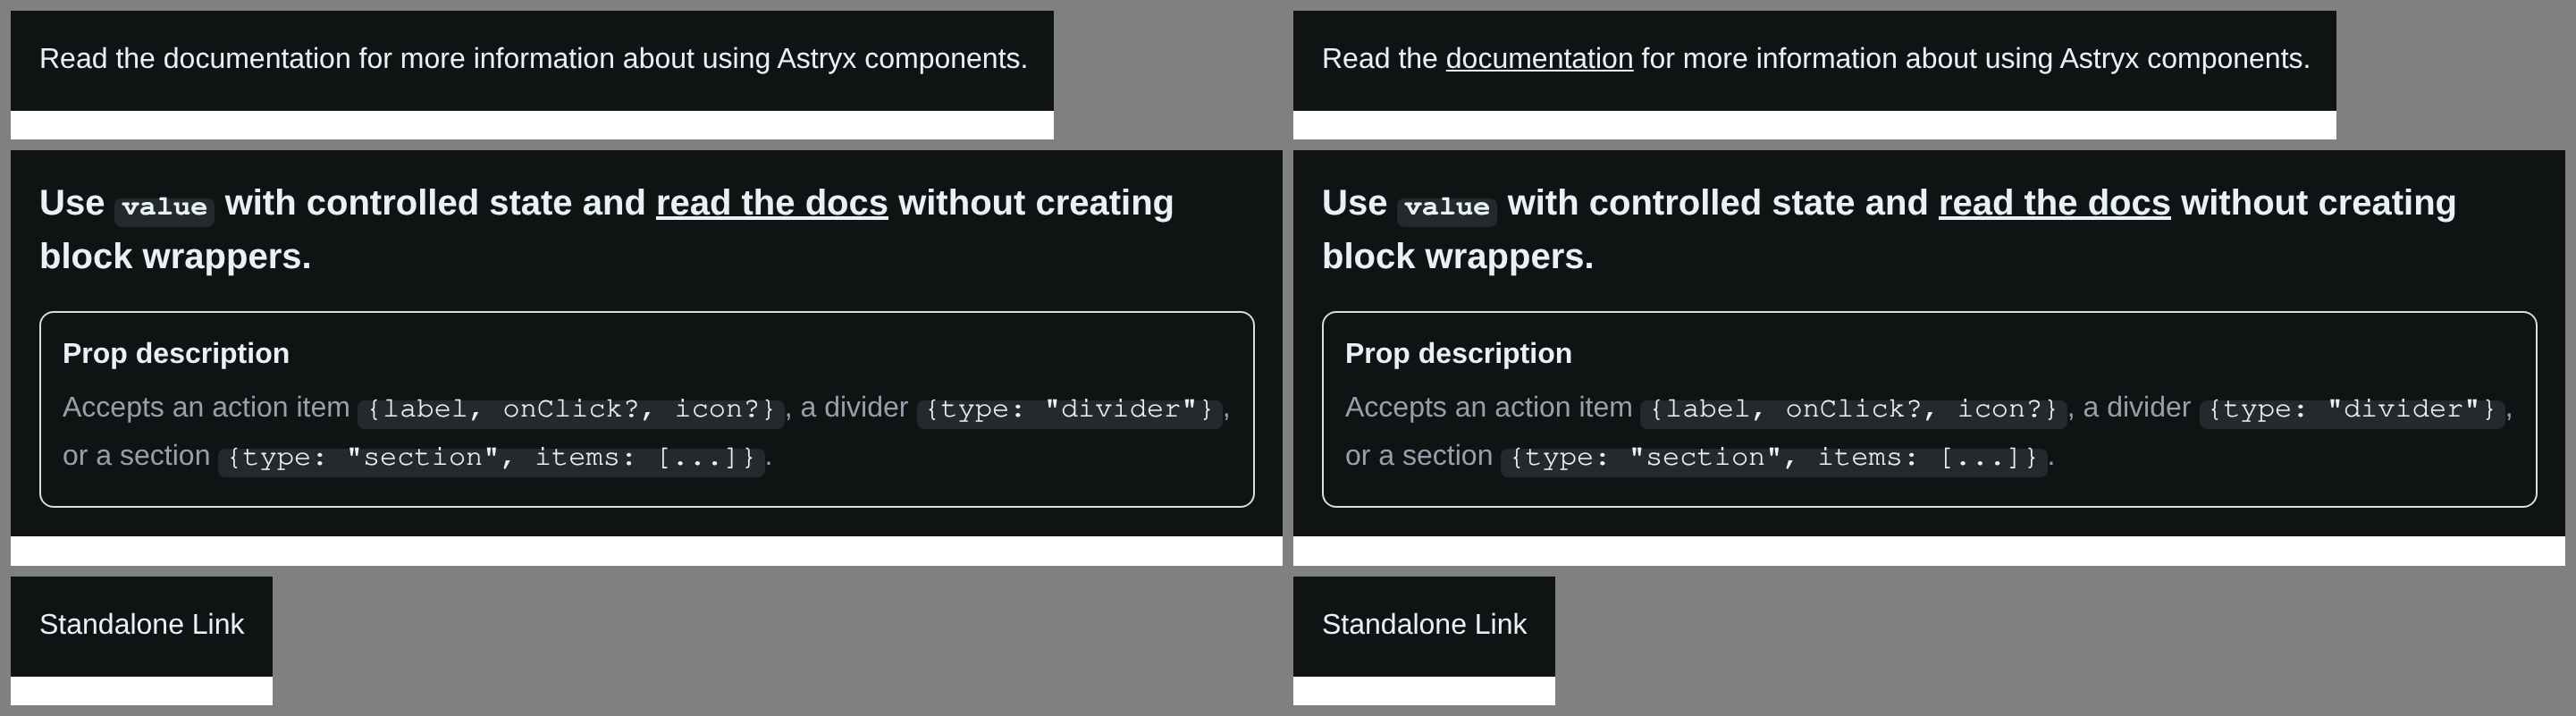 Read the documentation for more information about using Astryx components.
Read the documentation for more information about using Astryx components.
Use value with controlled state and read the docs without creating
block wrappers.
Prop description
Accepts an action item {label, onClick?, icon?}, a divider {type: "divider"},
or a section {type: "section", items: [...]}.
Use value with controlled state and read the docs without creating
block wrappers.
Prop description
Accepts an action item {label, onClick?, icon?}, a divider {type: "divider"},
or a section {type: "section", items: [...]}.
Standalone Link
Standalone Link